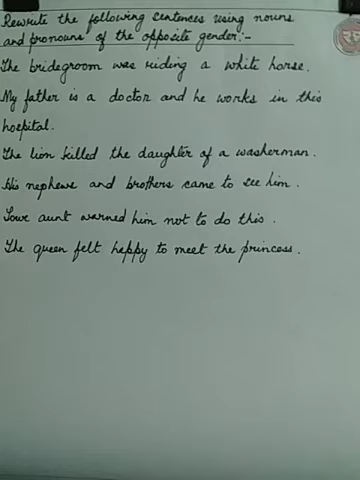 Rewrite the following sentences using nouns
and pronouns of the opposite gender:-
The bridegroom was riding a white horse.
My father is a doctor and he works in this
hospital.
The lion killed the daughter of a washerman.
His nephews and brothers came to see him.
aunt warned him not to do this.
The queen felt happy to meet the princess.